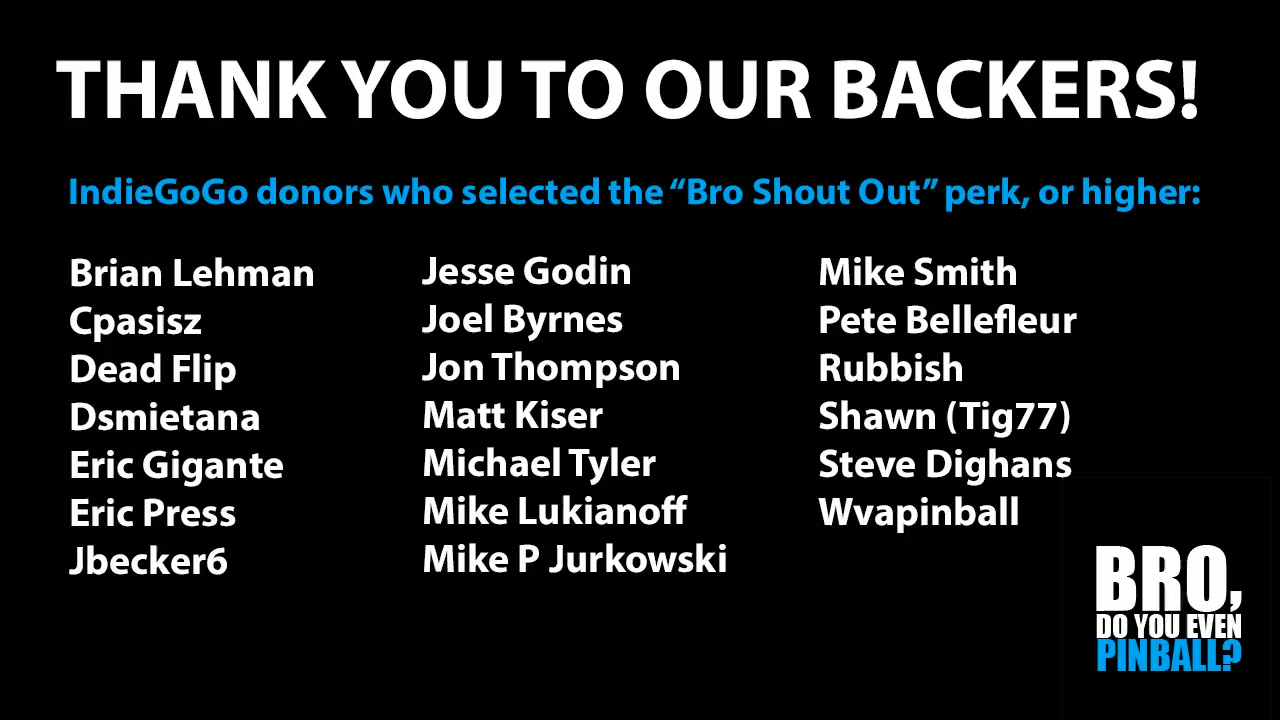 THANK YOU TO OUR BACKERS!
IndieGoGo donors who selected the “Bro Shout Out” perk, or higher:
Brian Lehman
Cpasisz
Dead Flip
Dsmietana
Eric Gigante
Eric Press
Jbecker6
Jesse Godin
Joel Byrnes
Jon Thompson
Matt Kiser
Michael Tyler
Mike Lukianoff
Mike P Jurkowski
Mike Smith
Pete Bellefleur
Rubbish
Shawn (Tig77)
Steve Dighans
Wvapinball
BRO,
DO YOU EVEN
PINBALL?